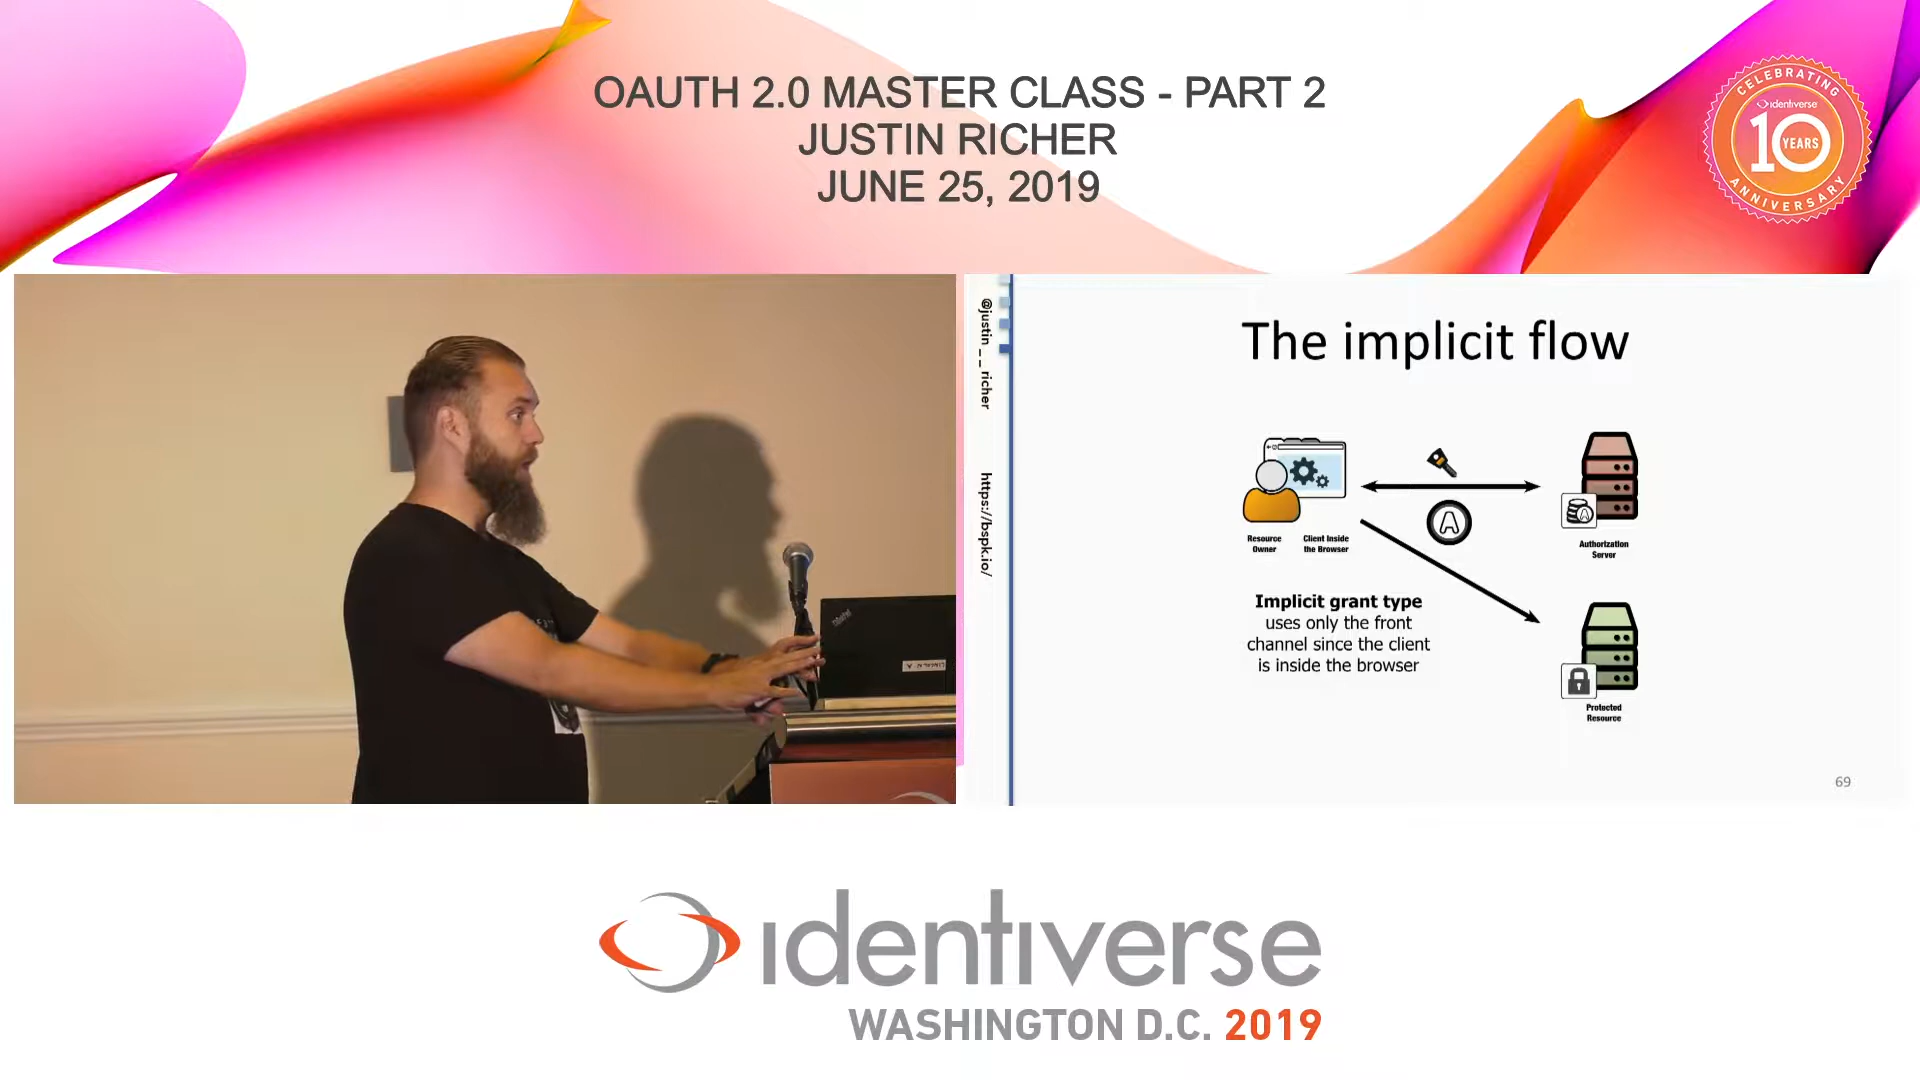 OAUTH 2.0 MASTER CLASS - PART 2
JUSTIN RICHER
JUNE 25, 2019
CELEBRATING
identiverse
10 YEARS
ANNIVERSARY
@justin__richer
https://bspk.io/
The implicit flow
Resource
Owner
Client Inside
the Browser
A
A
Authorization
Server
Implicit grant type
uses only the front
channel since the client
is inside the browser
Protected
Resource
69
identiverse
WASHINGTON D.C. 2019